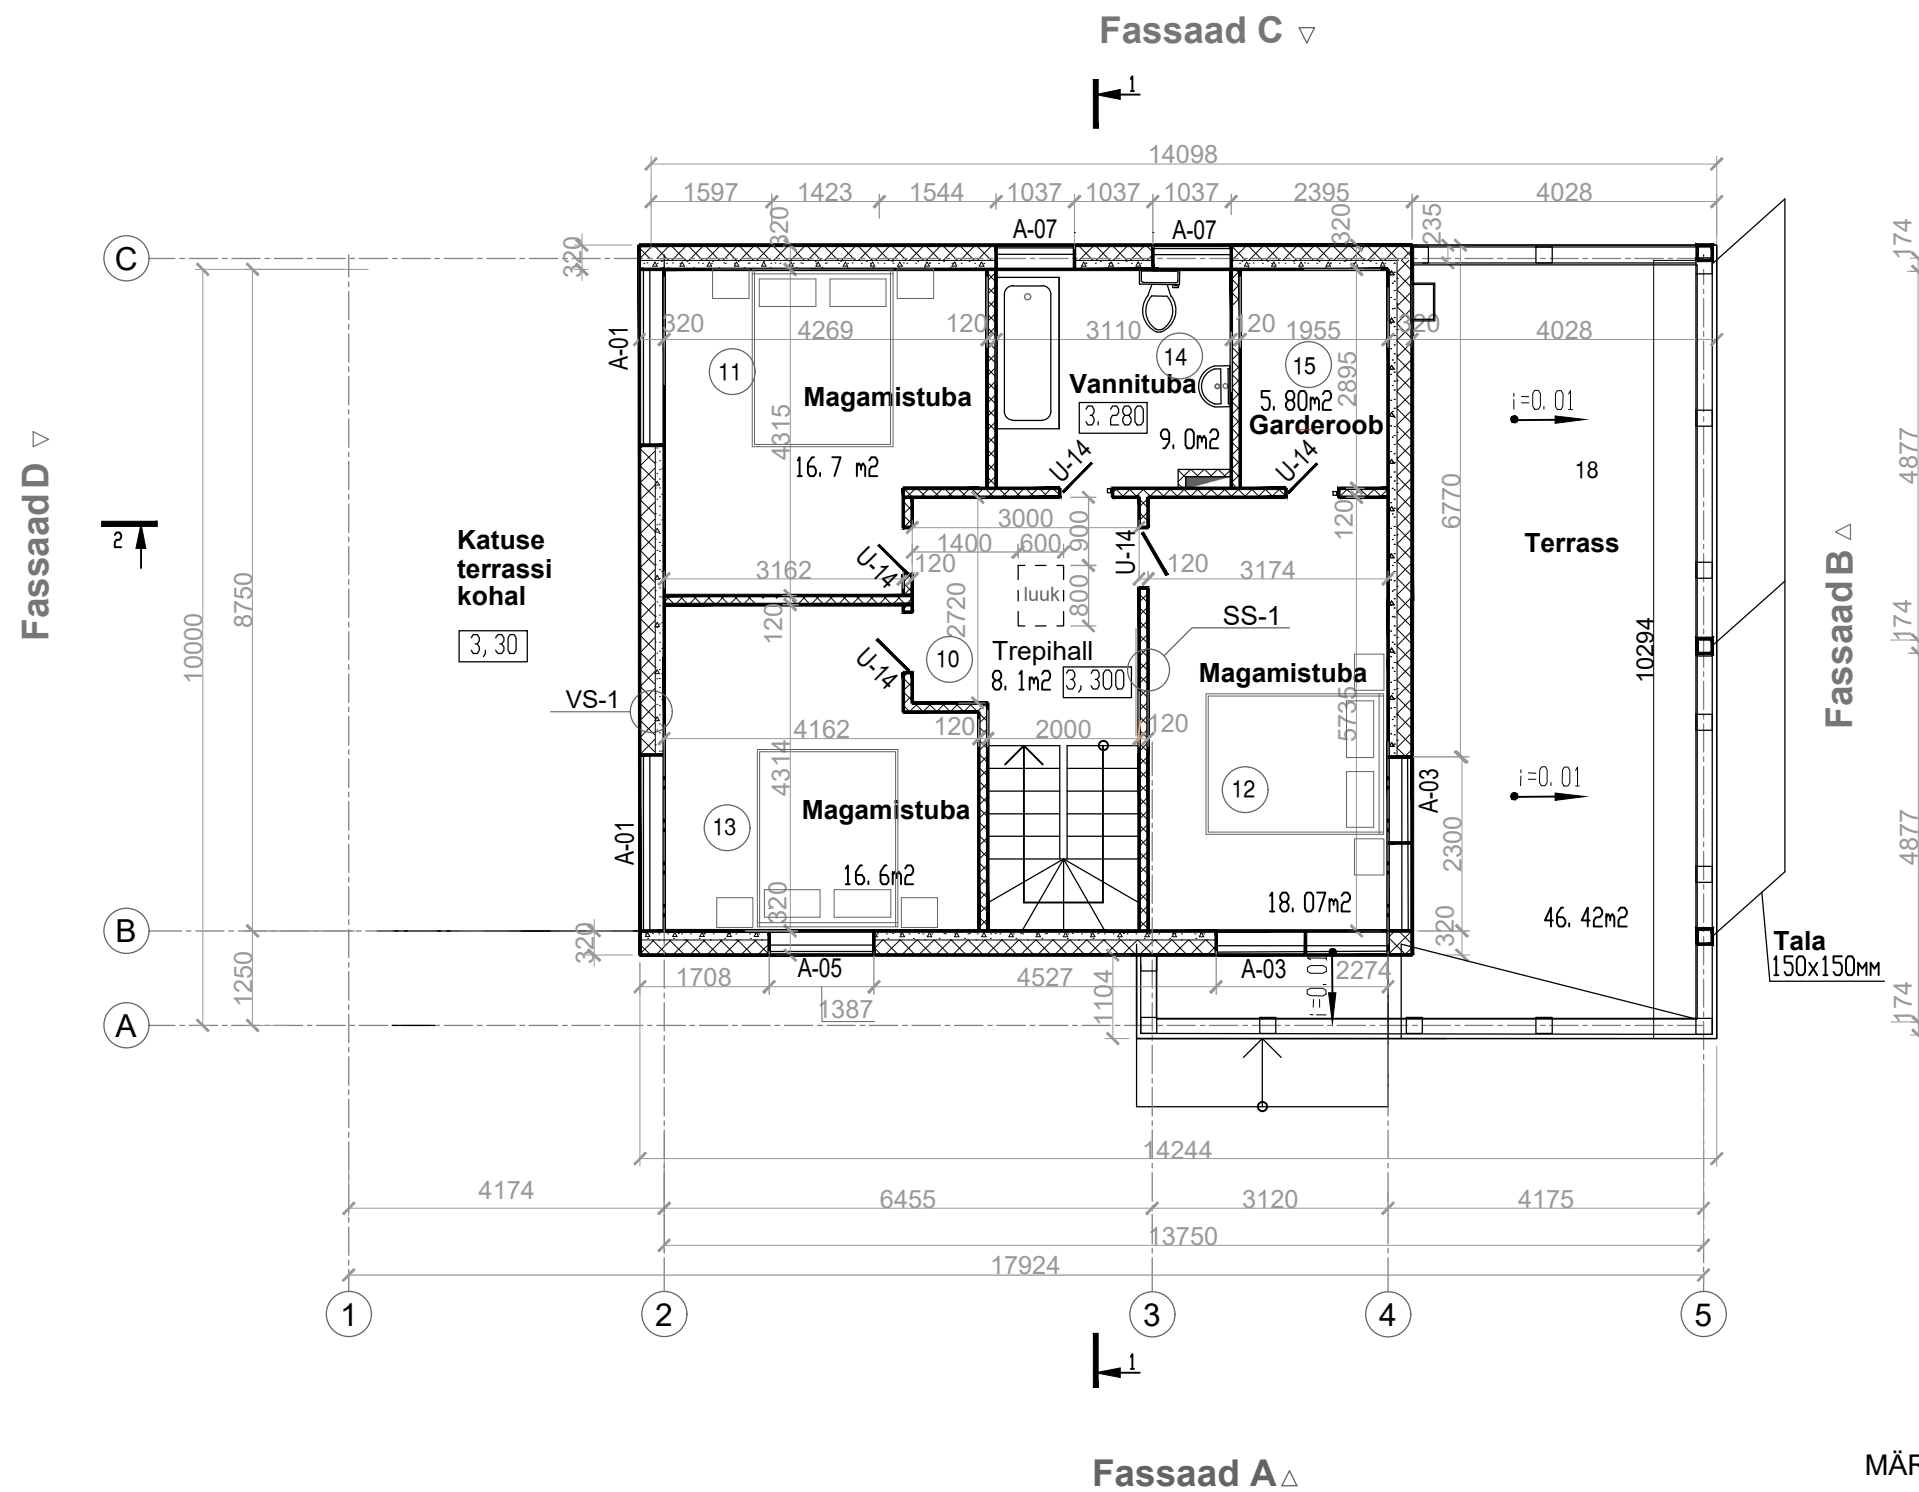 Fassaad C
1
14098
1597 1423 1544 1037 1037 1037 2395 4028
320 320 320 235 174
A-07 A-07
C
A-01
320 4269 120 3110 120 1955 320 4028
11 14 15
Magamistuba Vannituba
3. 280
5. 80m2
Garderoob
2895
4315
16. 7 m2
9. 0m2
U-14 U-14
i=0. 01
18
4877
Fassaad D
2
Katuse
terrassi
kohal
3, 30
10000
8750
3000
1400 600 900
U-14
120
6770
Terrass
U-14
3162 120 120 3174
luuk
800
2720
120
SS-1
10
Trepihall
8. 1m2 3, 300
Magamistuba
U-14
10294
174
Fassaad B
VS-1
4162 120 2000 120
5735
4314
12
A-03
i=0. 01
Magamistuba
13
A-01
2300
4877
16. 6m2
320
18. 07m2
320
46. 42m2
B
320
Tala
150x150мм
1250
1708
A-05
4527
A-03
2274
i=0.01
1104
1387
174
A
14244
4174 6455 3120 4175
13750
17924
1 2 3 4 5
1
Fassaad A
MÄR